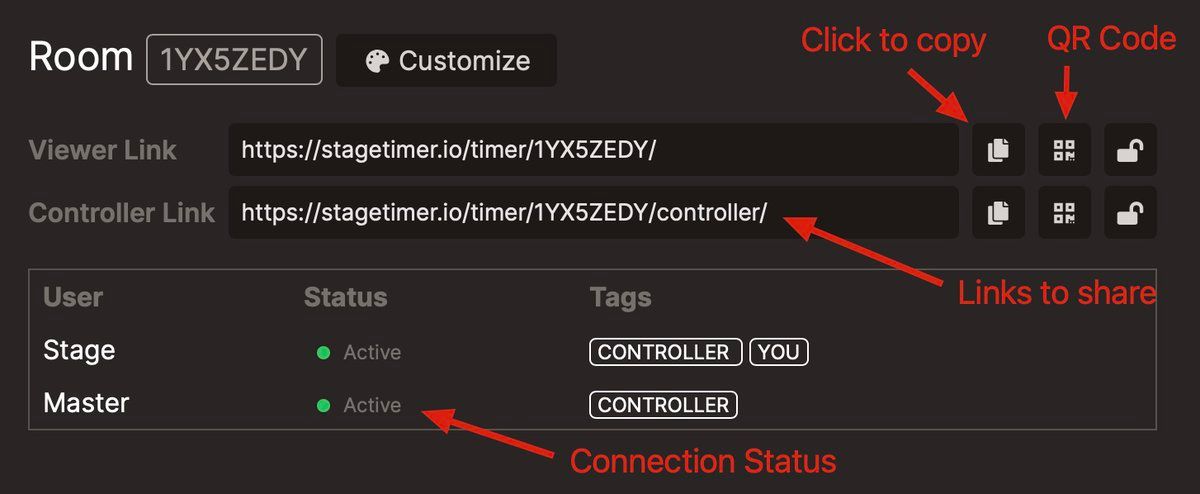 Room 1YX5ZEDY Customize Click to copy QR Code
Viewer Link https://stagetimer.io/timer/1YX5ZEDY/
Controller Link https://stagetimer.io/timer/1YX5ZEDY/controller/
Links to share
User Status Tags
Stage Active CONTROLLER YOU
Master Active CONTROLLER
Connection Status